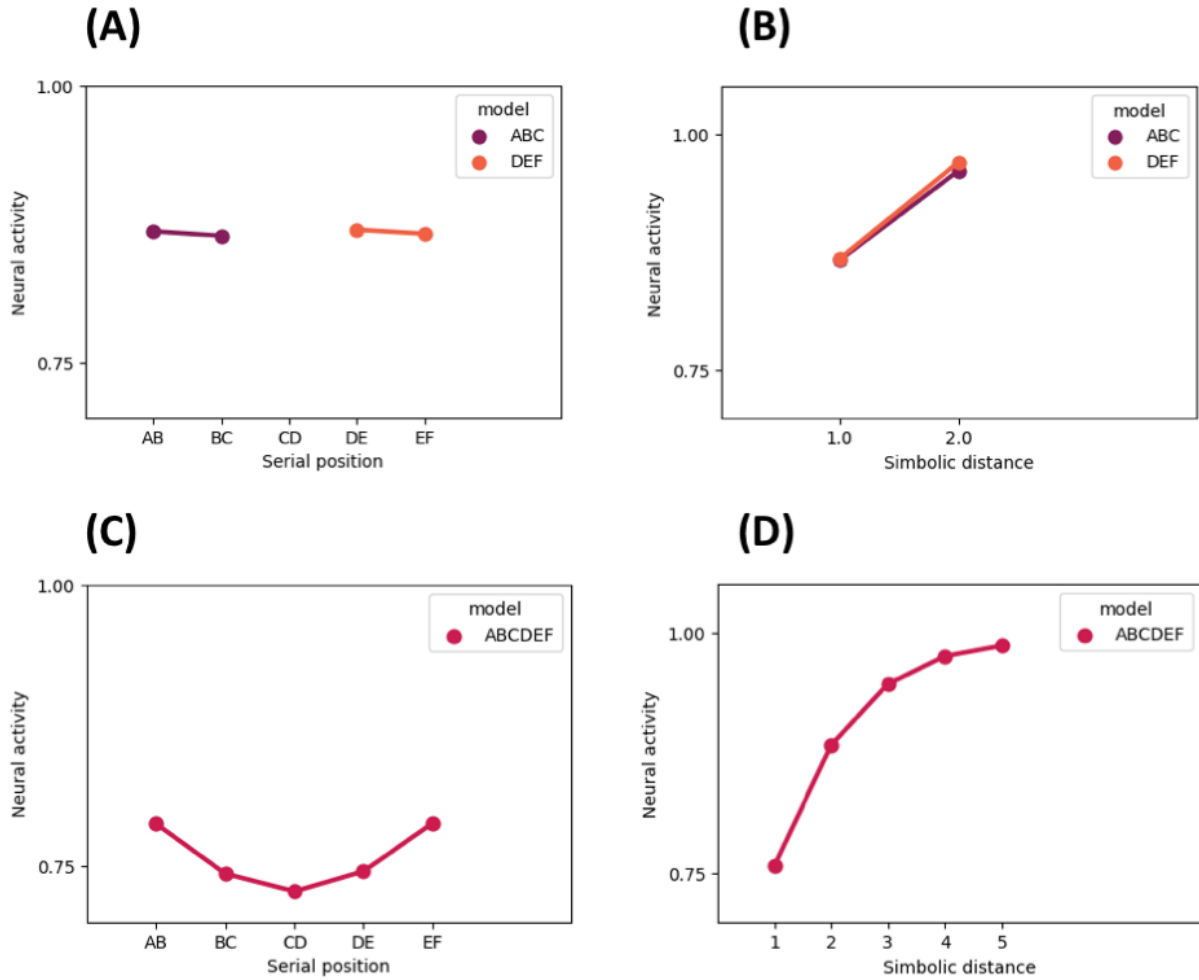 (A)
1.00
0.75
Neural activity
AB BC CD DE EF
Serial position
model
ABC
DEF
(B)
1.00
0.75
Neural activity
1.0 2.0
Simbolic distance
model
ABC
DEF
(C)
1.00
0.75
Neural activity
AB BC CD DE EF
Serial position
model
ABCDEF
(D)
1.00
0.75
Neural activity
1 2 3 4 5
Simbolic distance
model
ABCDEF